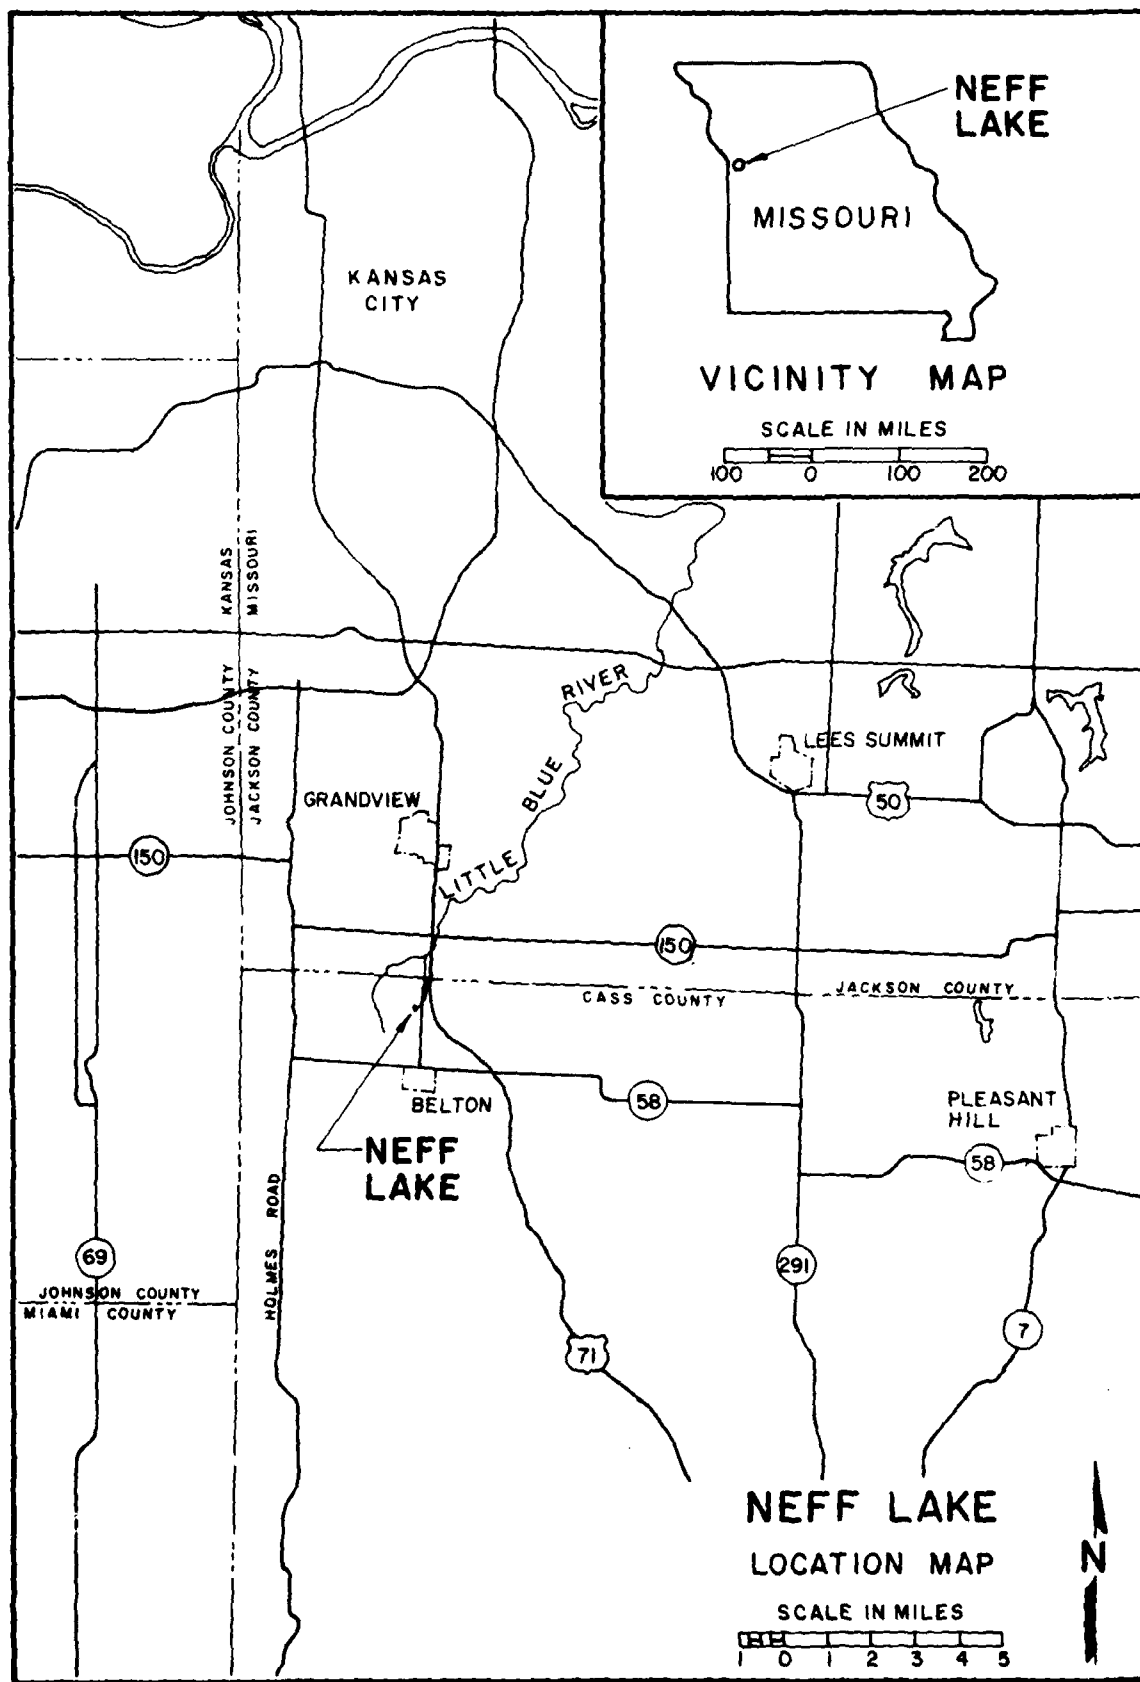 NEFF
LAKE
MISSOURI
VICINITY MAP
SCALE IN MILES
100 0 100 200
KANSAS
CITY
KANSAS
MISSOURI
JOHNSON COUNTY
JACKSON COUNTY
RIVER
BLUE
LITTLE
LEES SUMMIT
50
GRANDVIEW
150
150
CASS COUNTY
JACKSON COUNTY
BELTON
58
PLEASANT
HILL
58
NEFF
LAKE
HOLMES ROAD
69
JOHNSON COUNTY
MIAMI COUNTY
291
7
71
NEFF LAKE
LOCATION MAP
N
SCALE IN MILES
1 0 1 2 3 4 5